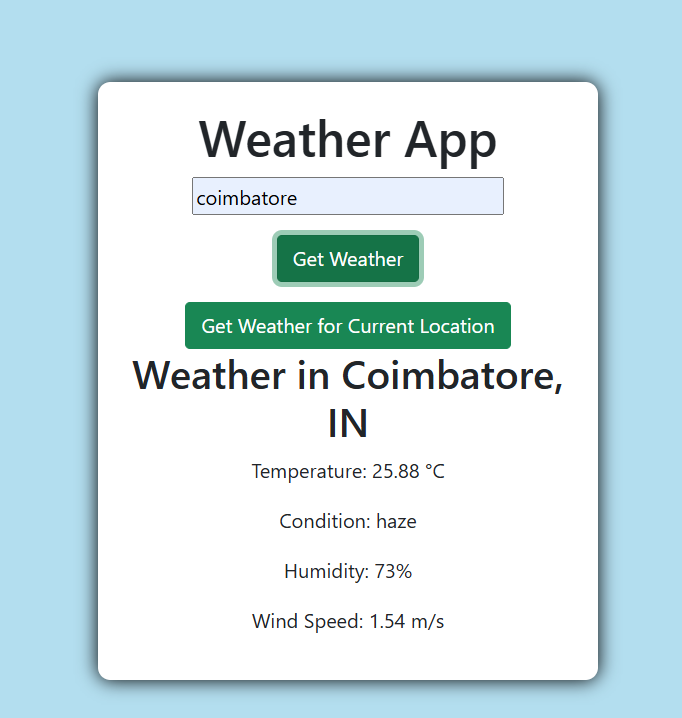 Weather App
coimbatore
Get Weather
Get Weather for Current Location
Weather in Coimbatore,
IN
Temperature: 25.88 °C
Condition: haze
Humidity: 73%
Wind Speed: 1.54 m/s